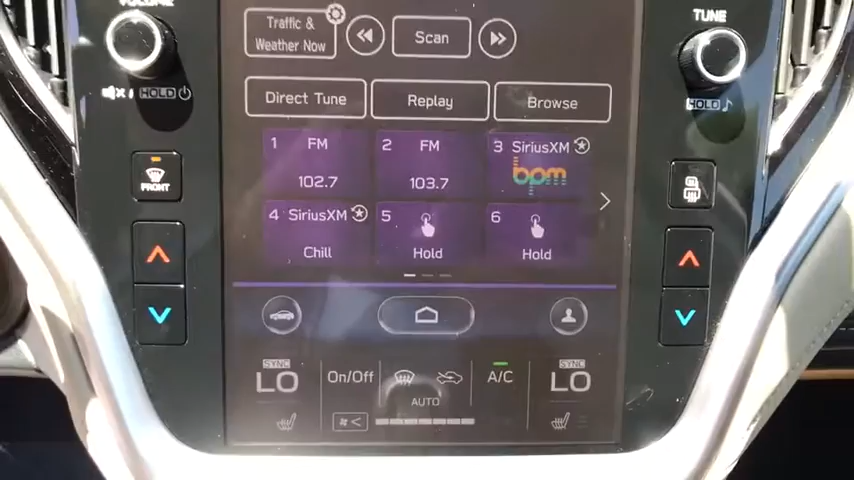 VOLUME
TUNE
Traffic &
Weather Now
Scan
HOLD
HOLD
Direct Tune
Replay
Browse
1 FM
102.7
2 FM
103.7
3 SiriusXM
bpm
4 SiriusXM
Chill
5
Hold
6
Hold
FRONT
SYNC
LO
On/Off
AUTO
A/C
SYNC
LO